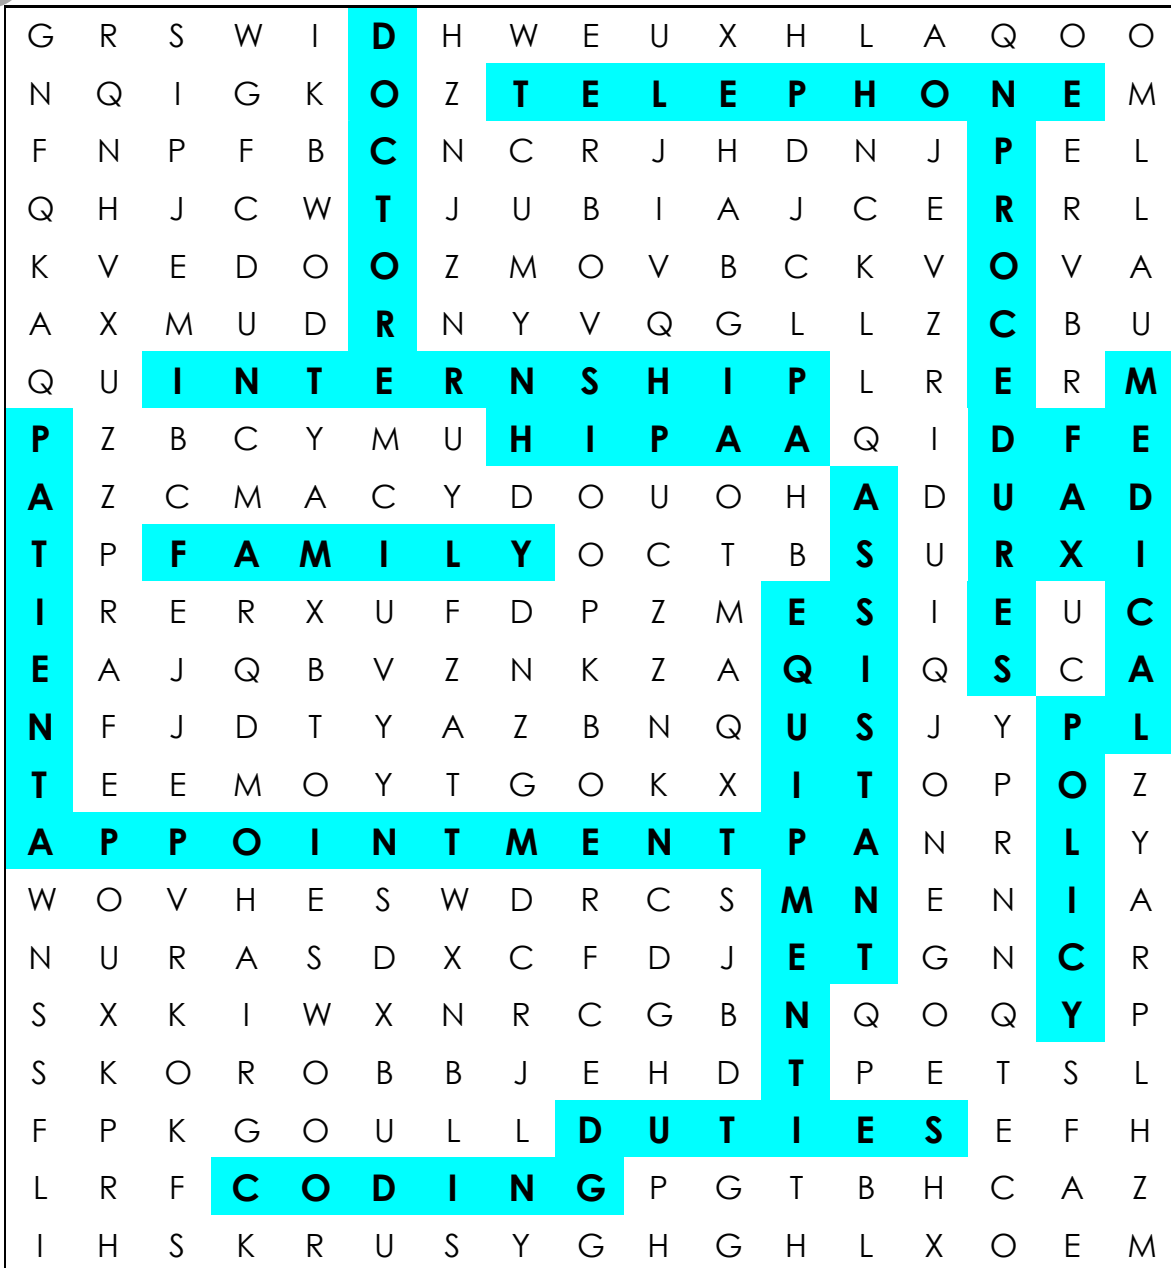 G R S W I D H W E U X H L A Q O O
N Q I G K O Z T E L E P H O N E M
F N P F B C N C R J H D N J P E L
Q H J C W T J U B I A J C E R R L
K V E D O O Z M O V B C K V O V A
A X M U D R N Y V Q G L L Z C B U
Q U I N T E R N S H I P L R E R M
P Z B C Y M U H I P A A Q I D F E
A Z C M A C Y D O U O H A D U A D
T P F A M I L Y O C T B S U R X I
I R E R X U F D P Z M E S I E U C
E A J Q B V Z N K Z A Q I Q S C A
N F J D T Y A Z B N Q U S J Y P L
T E E M O Y T G O K X I T O P O Z
A P P O I N T M E N T P A N R L Y
W O V H E S W D R C S M N E N I A
N U R A S D X C F D J E T G N C R
S X K I W X N R C G B N Q O Q Y P
S K O R O B B J E H D T P E T S L
F P K G O U L L D U T I E S E F H
L R F C O D I N G P G T B H C A Z
I H S K R U S Y G H G H L X O E M